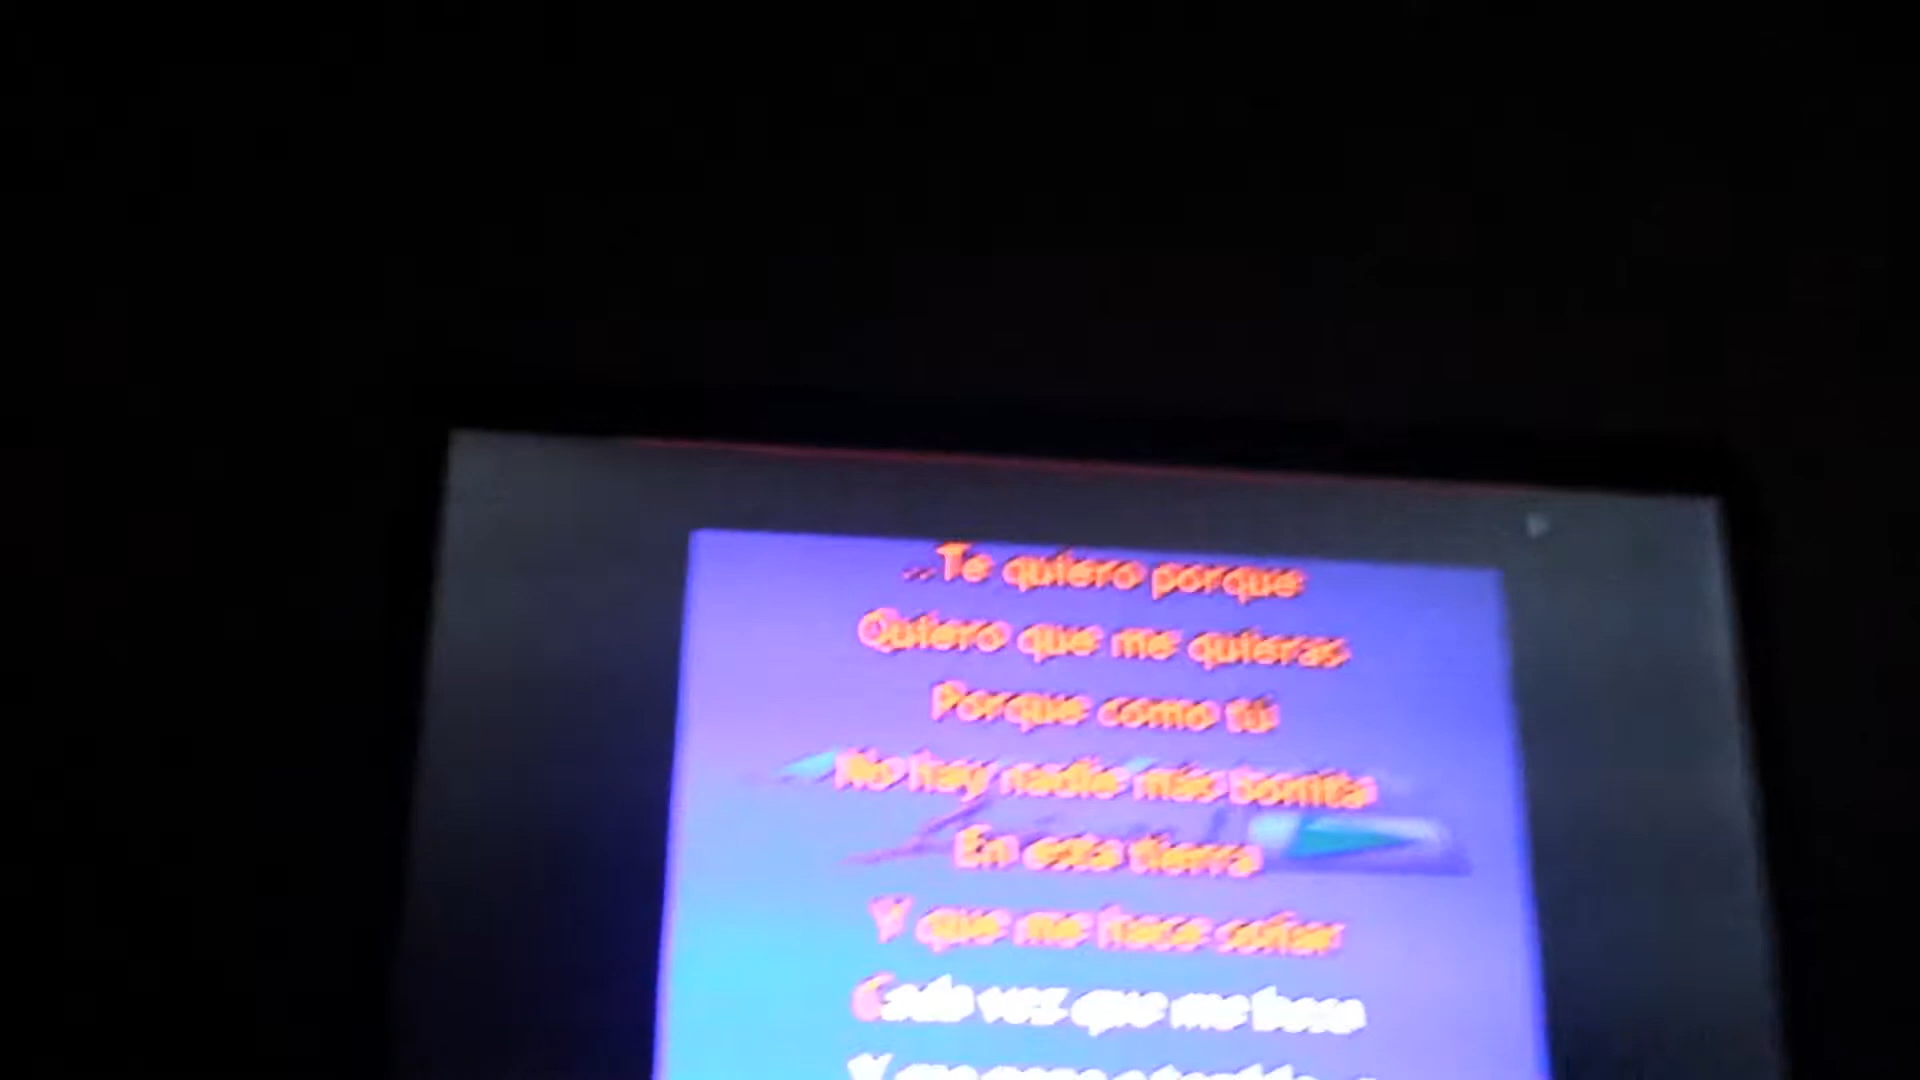 ..Te quiero porque
Quiero que me quieras
Porque como tú
No hay nadie más bonita
En esta tierra
Y que me hace soñar
Cada vez que me besa
Y que